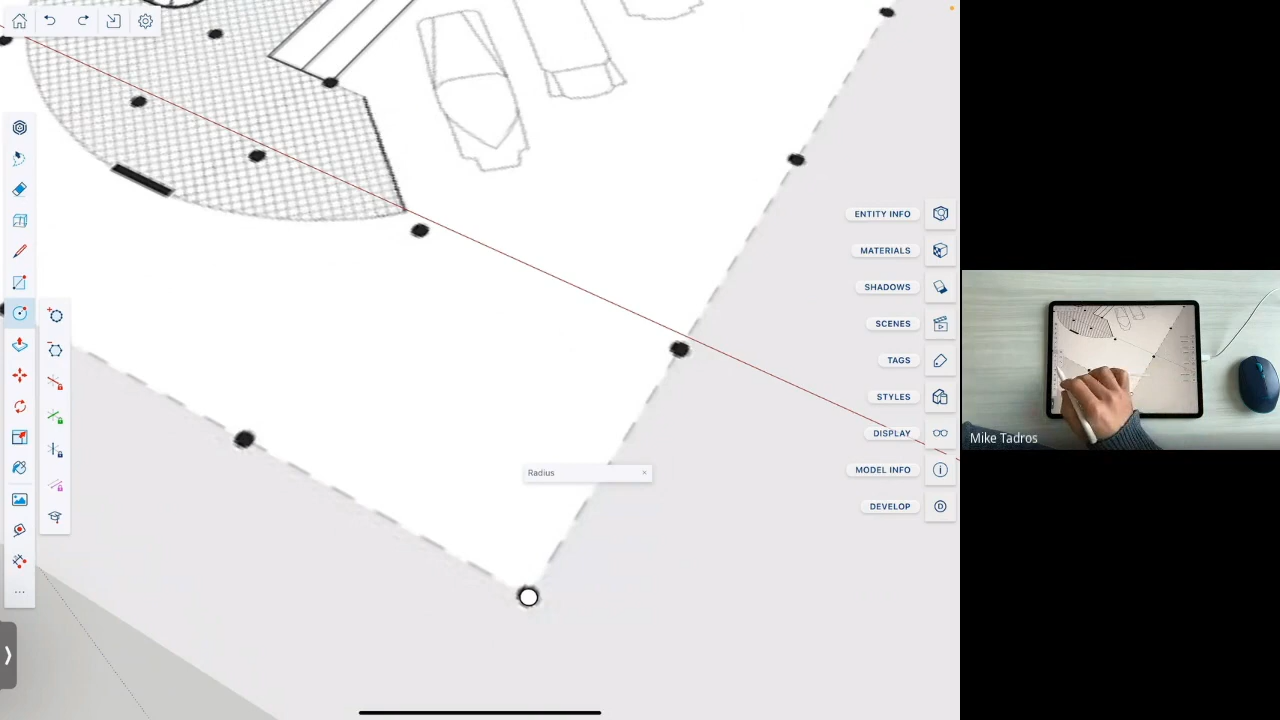 ENTITY INFO
MATERIALS
SHADOWS
SCENES
TAGS
STYLES
DISPLAY
MODEL INFO
DEVELOP
D
Radius
Mike Tadros